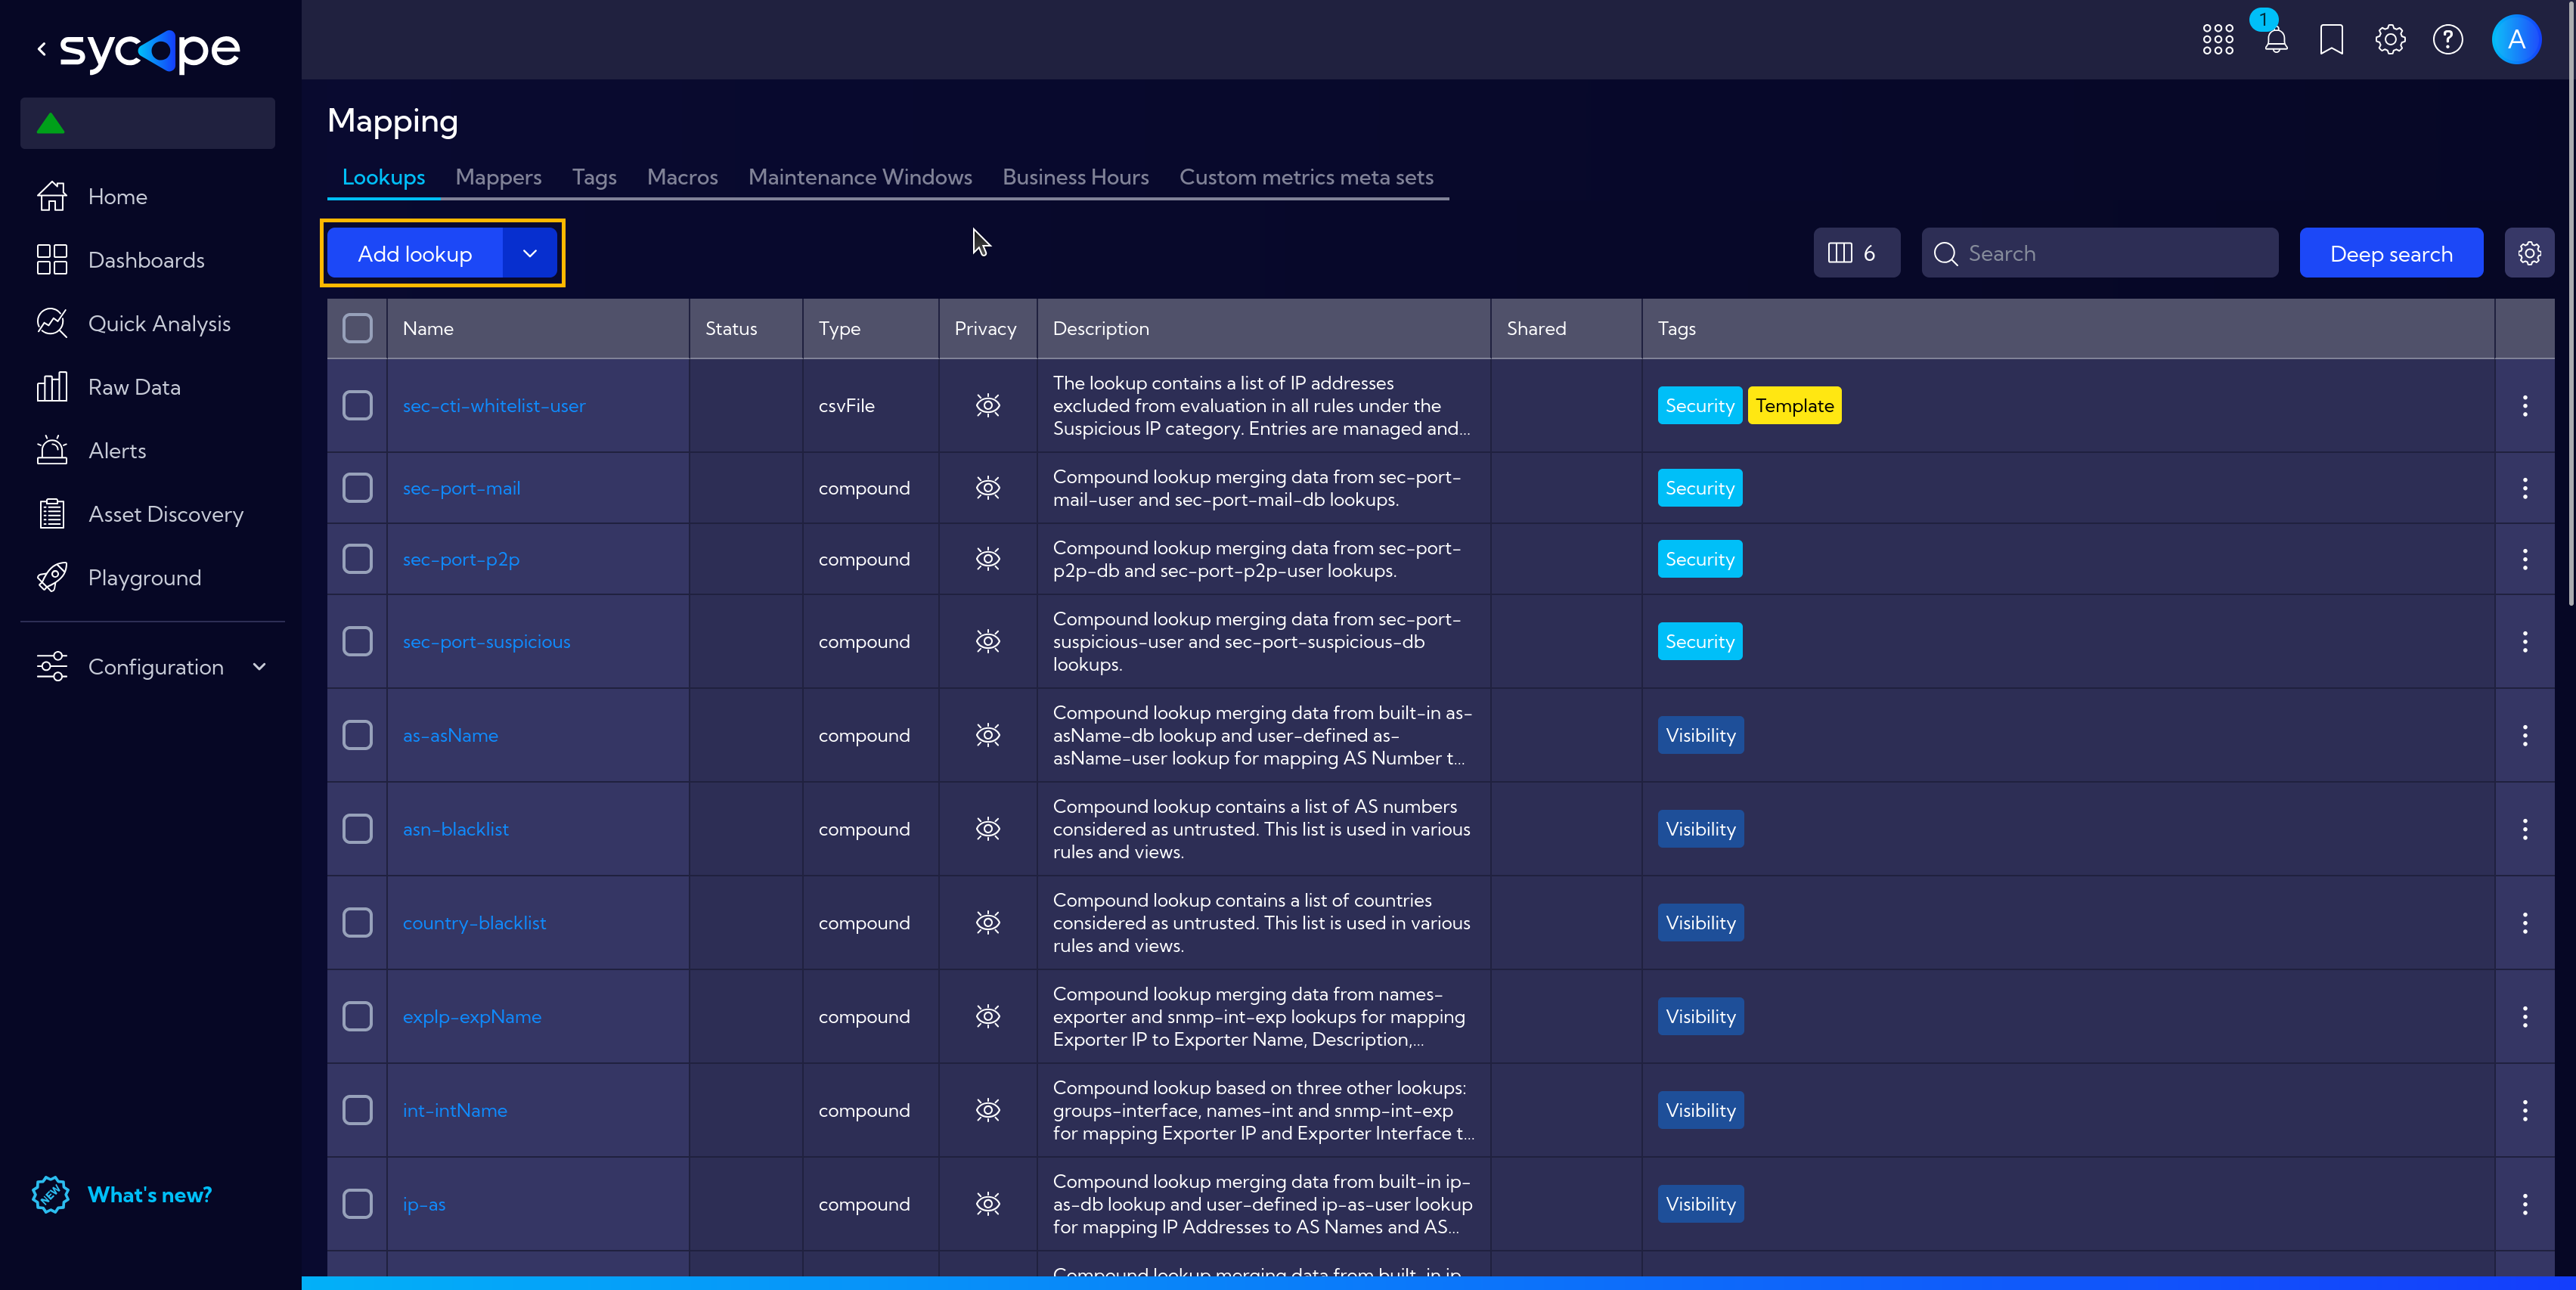 sycope
1
A
Home
Dashboards
Quick Analysis
Raw Data
Alerts
Asset Discovery
Playground
Configuration
NEW
What's new?
Mapping
Lookups Mappers Tags Macros Maintenance Windows Business Hours Custom metrics meta sets
Add lookup
6
Search
Deep search
Name Status Type Privacy Description Shared Tags
sec-cti-whitelist-user csvFile
The lookup contains a list of IP addresses
excluded from evaluation in all rules under the
Suspicious IP category. Entries are managed and...
Security Template
sec-port-mail compound
Compound lookup merging data from sec-port-
mail-user and sec-port-mail-db lookups.
Security
sec-port-p2p compound
Compound lookup merging data from sec-port-
p2p-db and sec-port-p2p-user lookups.
Security
sec-port-suspicious compound
Compound lookup merging data from sec-port-
suspicious-user and sec-port-suspicious-db
lookups.
Security
as-asName compound
Compound lookup merging data from built-in as-
asName-db lookup and user-defined as-
asName-user lookup for mapping AS Number t...
Visibility
asn-blacklist compound
Compound lookup contains a list of AS numbers
considered as untrusted. This list is used in various
rules and views.
Visibility
country-blacklist compound
Compound lookup contains a list of countries
considered as untrusted. This list is used in various
rules and views.
Visibility
expIp-expName compound
Compound lookup merging data from names-
exporter and snmp-int-exp lookups for mapping
Exporter IP to Exporter Name, Description,...
Visibility
int-intName compound
Compound lookup based on three other lookups:
groups-interface, names-int and snmp-int-exp
for mapping Exporter IP and Exporter Interface t...
Visibility
ip-as compound
Compound lookup merging data from built-in ip-
as-db lookup and user-defined ip-as-user lookup
for mapping IP Addresses to AS Names and AS...
Visibility
Compound lookup merging data from built-in ip-